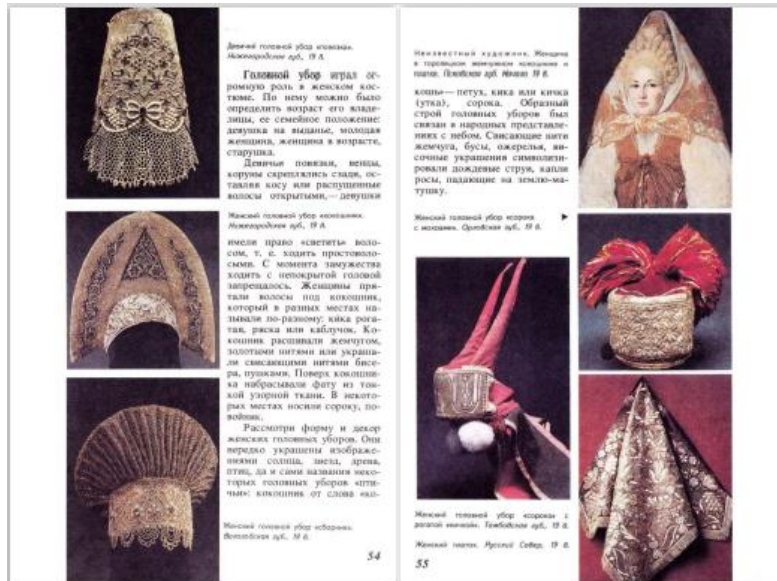 Девичий головной убор «повязка».
Нижегородская губ., 19 в.
Головной убор играл ог-
ромную роль в женском кос-
тюме. По нему можно было
определить возраст его владе-
лицы, ее семейное положение:
девушка на выданье, молодая
женщина, женщина в возрасте,
старушка.
Девичьи повязки, венцы,
коруны скреплялись сзади, ос-
тавляя косу или распущенные
волосы открытыми,— девушки
Женский головной убор «кокошник».
Нижегородская губ., 19 в.
имели право «светить» воло-
сом, т. е. ходить простоволо-
сыми. С момента замужества
ходить с непокрытой головой
запрещалось. Женщины пря-
тали волосы под кокошник,
который в разных местах на-
зывали по-разному: кика рога-
тая, ряска или каблучок. Ко-
кошник расшивали жемчугом,
золотыми нитями или украша-
ли свисающими нитями бисе-
ра, пушками. Поверх кокошни-
ка набрасывали фату из тон-
кой узорной ткани. В некото-
рых местах носили сороку, по-
войник.
Рассмотри форму и декор
женских головных уборов. Они
нередко украшены изображе-
ниями солнца, звезд, древа,
птиц, да и сами названия неко-
торых головных уборов «пти-
чьи»: кокошник от слова «ко-
Женский головной убор «сборник».
Вологодская губ., 19 в.
54
Неизвестный художник. Женщина
в торопецком жемчужном кокошнике и
платке. Псковская губ. Начало 19 в.
кошь»— петух, кика или кичка
(утка), сорока. Образный
строй головных уборов был
связан в народных представле-
ниях с небом. Свисающие нити
жемчуга, бусы, ожерелья, ви-
сочные украшения символизи-
ровали дождевые струи, капли
росы, падающие на землю-ма-
тушку.
Женский головной убор «сорока
с мохрами». Орловская губ., 19 в.
Женский головной убор «сорока» с
рогатой «кичкой». Тамбовская губ., 19 в.
Женский платок. Русский Север, 19 в.
55